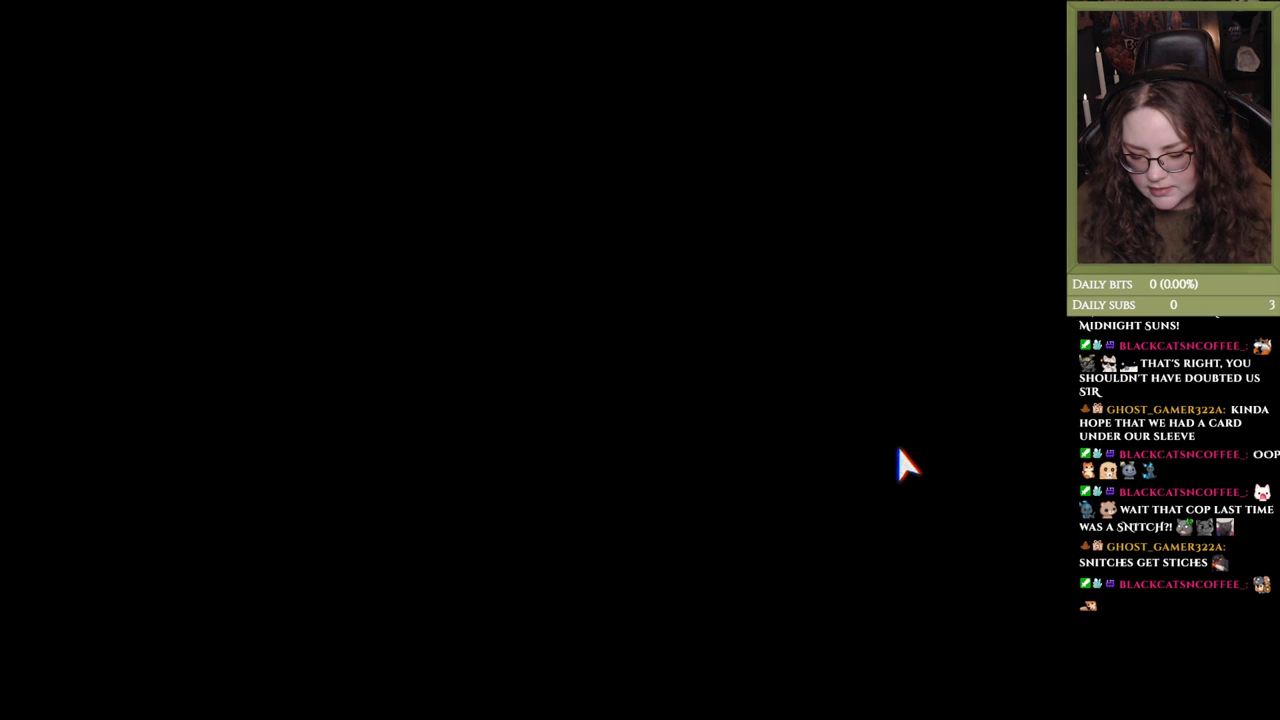 DAILY BITS 0 (0.00%)
DAILY SUBS 0 3
MIDNIGHT SUNS!
BLACKCATSNCOFFEE_:
THAT'S RIGHT, YOU
SHOULDN'T HAVE DOUBTED US
SIR
GHOST_GAMER322A: KINDA
HOPE THAT WE HAD A CARD
UNDER OUR SLEEVE
BLACKCATSNCOFFEE_: OOP
BLACKCATSNCOFFEE_:
WAIT THAT COP LAST TIME
WAS A SNITCH?!
GHOST_GAMER322A:
SNITCHES GET STICHES
BLACKCATSNCOFFEE_: